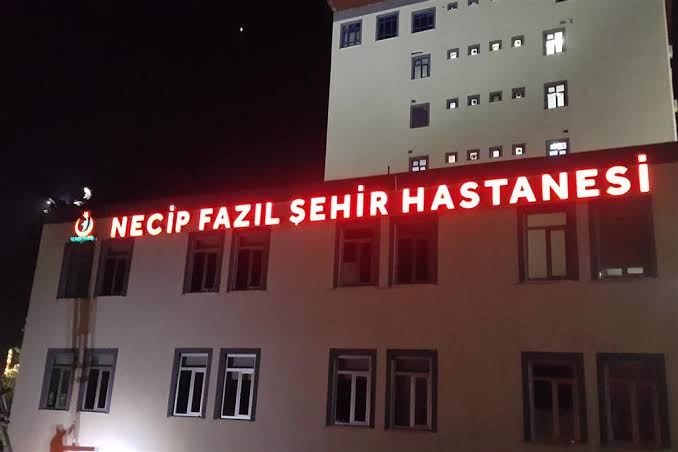 NECİP FAZIL ŞEHİR HASTANESİ